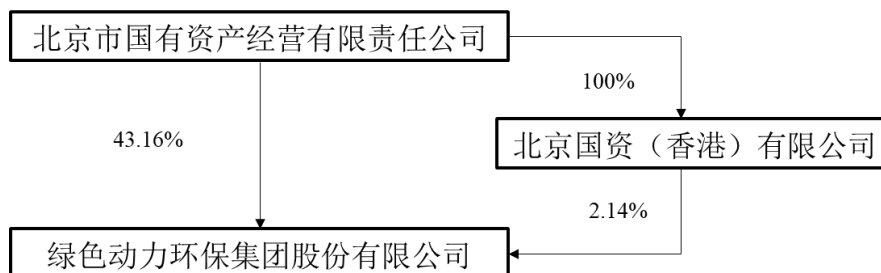 北京市国有资产经营有限责任公司
100%
43.16%
北京国资（香港）有限公司
2.14%
绿色动力环保集团股份有限公司